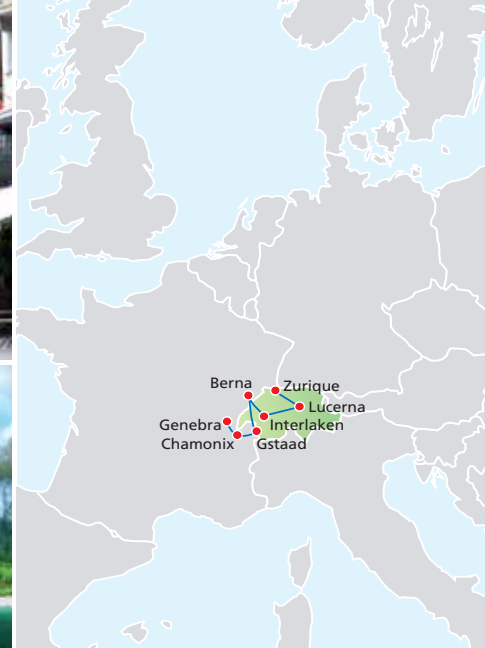 Berna
Zurique
Lucerna
Genebra
Interlaken
Chamonix
Gstaad